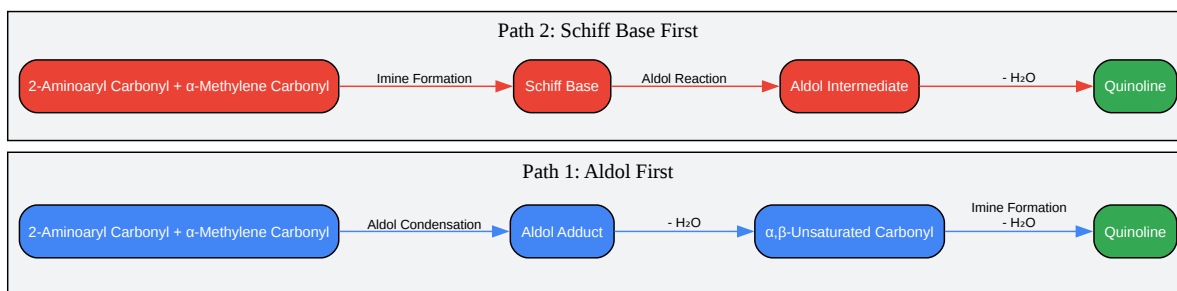 Path 2: Schiff Base First
2-Aminoaryl Carbonyl + α-Methylene Carbonyl
Imine Formation
Schiff Base
Aldol Reaction
Aldol Intermediate
- H₂O
Quinoline
Path 1: Aldol First
2-Aminoaryl Carbonyl + α-Methylene Carbonyl
Aldol Condensation
Aldol Adduct
- H₂O
α,β-Unsaturated Carbonyl
Imine Formation
- H₂O
Quinoline